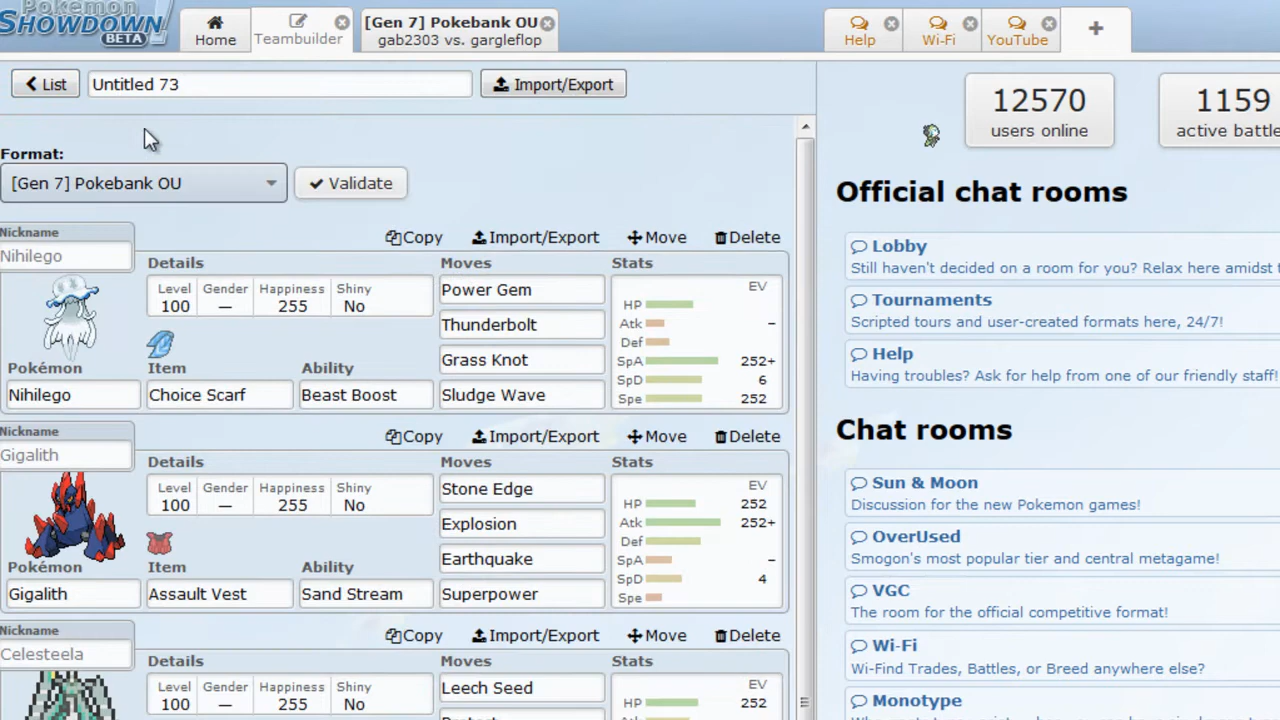 Pokémon
SHOWDOWN
BETA
Home
Teambuilder
[Gen 7] Pokebank OU
gab2303 vs. gargleflop
Help
Wi-Fi
YouTube
List
Untitled 73
Import/Export
Format:
[Gen 7] Pokebank OU
Validate
Nickname
Nihilego
Copy
Import/Export
Move
Delete
Details
Moves
Stats
Level
Gender
Happiness
Shiny
100
—
255
No
Power Gem
Thunderbolt
Grass Knot
Sludge Wave
EV
HP
Atk –
Def
SpA 252+
SpD 6
Spe 252
Pokémon
Item
Ability
Nihilego
Choice Scarf
Beast Boost
Nickname
Gigalith
Copy
Import/Export
Move
Delete
Details
Moves
Stats
Level
Gender
Happiness
Shiny
100
—
255
No
Stone Edge
Explosion
Earthquake
Superpower
EV
HP 252
Atk 252+
Def
SpA –
SpD 4
Spe
Pokémon
Item
Ability
Gigalith
Assault Vest
Sand Stream
Nickname
Celesteela
Copy
Import/Export
Move
Delete
Details
Moves
Stats
Level
Gender
Happiness
Shiny
100
—
255
No
Leech Seed
EV
HP 252
12570
users online
1159
active battle
Official chat rooms
Lobby
Still haven't decided on a room for you? Relax here amidst
Tournaments
Scripted tours and user-created formats here, 24/7!
Help
Having troubles? Ask for help from one of our friendly staff!
Chat rooms
Sun & Moon
Discussion for the new Pokemon games!
OverUsed
Smogon's most popular tier and central metagame!
VGC
The room for the official competitive format!
Wi-Fi
Wi-Find Trades, Battles, or Breed anywhere else?
Monotype